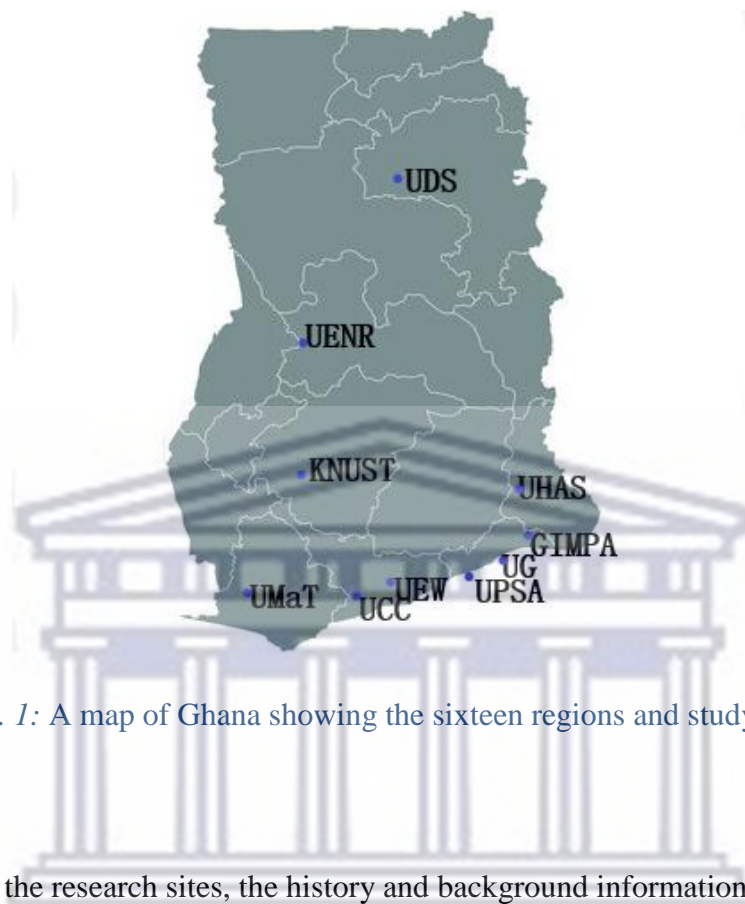 UDS
UENR
KNUST
UHAS
GIMPA
UG
UMaT
UCC
UEW
UPSA
. 1: A map of Ghana showing the sixteen regions and study
the research sites, the history and background information